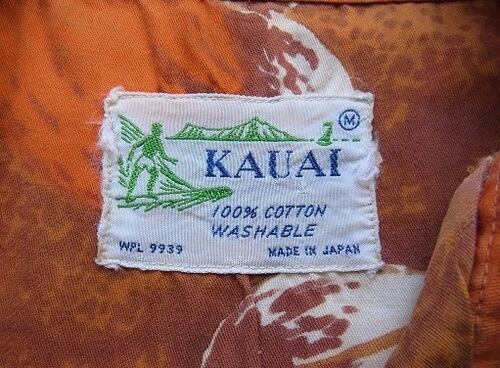 M
KAUAI
100% COTTON
WASHABLE
WPL 9939 MADE IN JAPAN